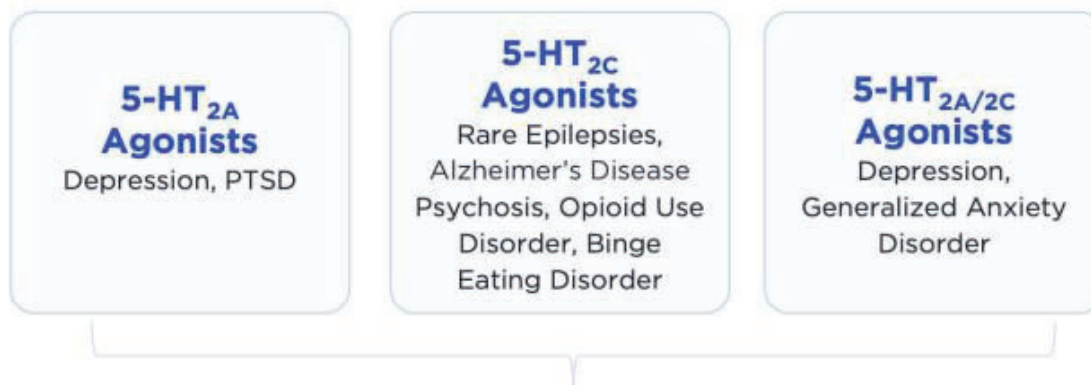 5-HT2A
Agonists
Depression, PTSD
5-HT2C
Agonists
Rare Epilepsies,
Alzheimer's Disease
Psychosis, Opioid Use
Disorder, Binge
Eating Disorder
5-HT2A/2C
Agonists
Depression,
Generalized Anxiety
Disorder